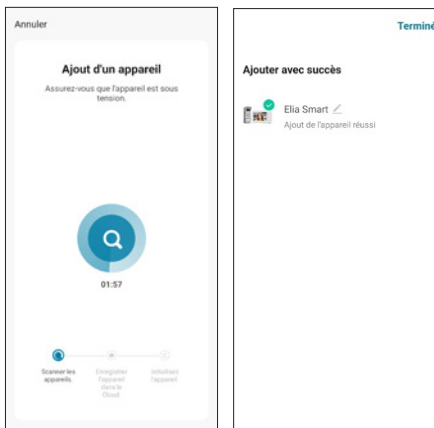 Annuler
Ajout d'un appareil
Assurez-vous que l'appareil est sous
tension.
01:57
Scanner les
appareils.
Enregistrer
l'appareil
dans le
Cloud.
Initialisez
l'appareil.
Terminé
Ajouter avec succès
Elia Smart
Ajout de l'appareil réussi